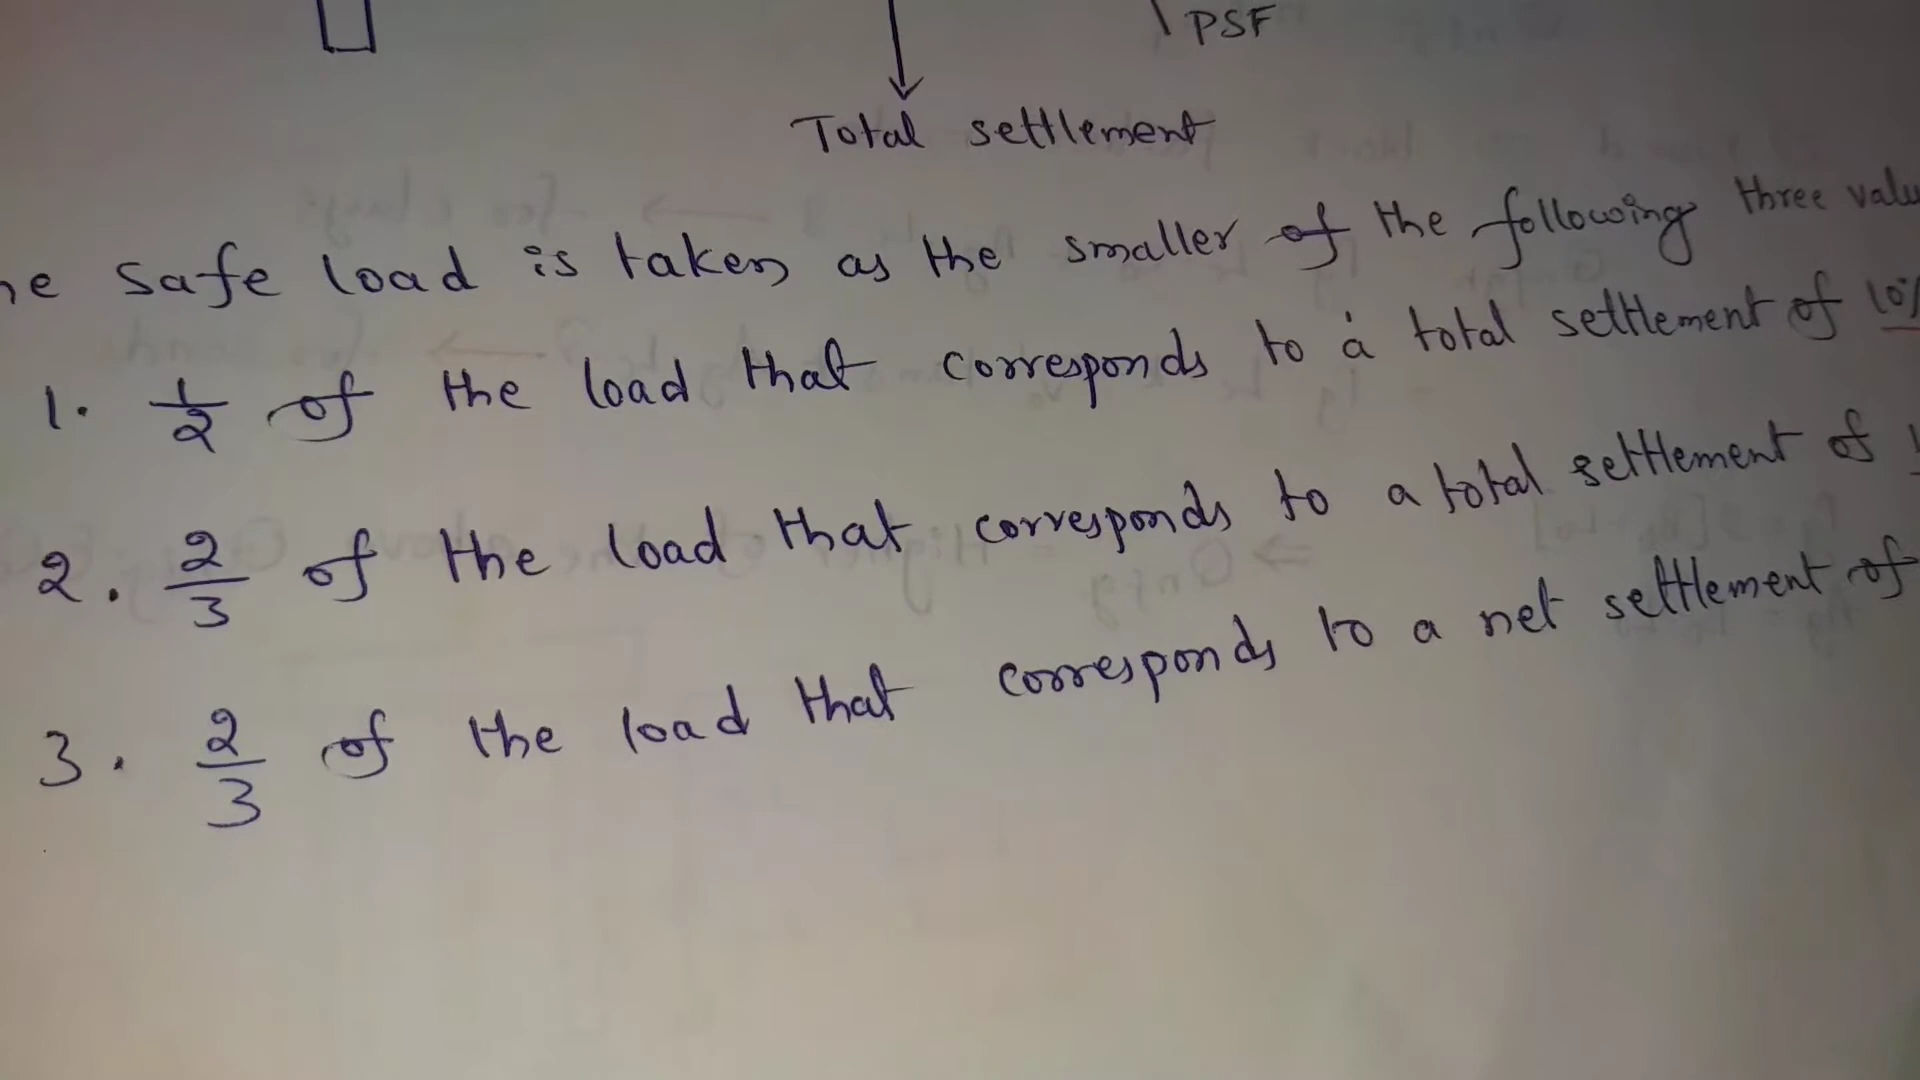 PSF
Total settlement
safe load is taken as the smaller of the following three valu
1. 1/2 of the load that corresponds to a total settlement of 10%
2. 2/3 of the load that corresponds to a total settlement of
3. 2/3 of the load that corresponds to a net settlement of